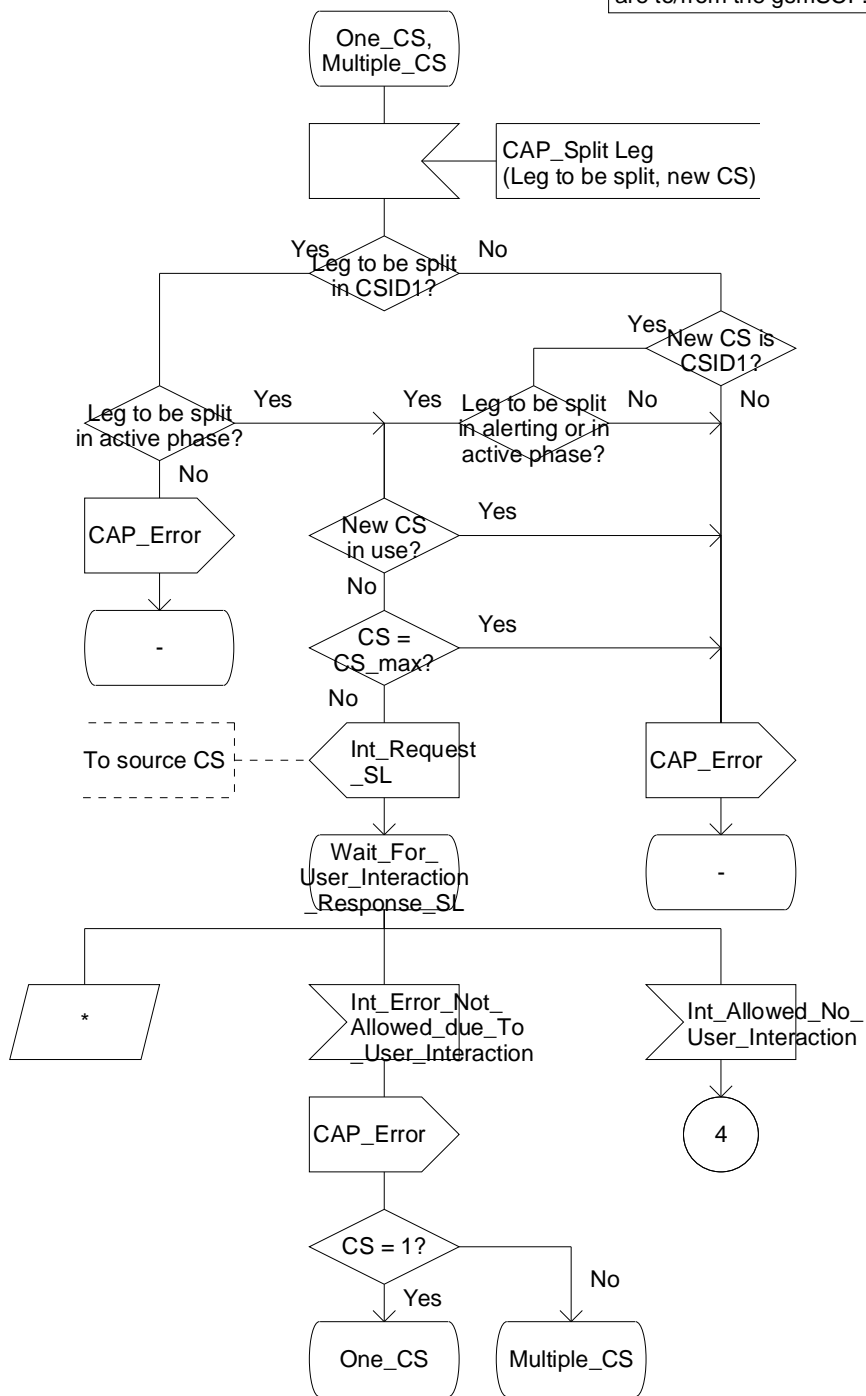 are to/from the gsmSCF.
One_CS,
Multiple_CS
CAP_Split Leg
(Leg to be split, new CS)
Yes
Leg to be split
in CSID1?
No
Yes
New CS is
CSID1?
No
Leg to be split
in active phase?
Yes
No
Yes
Leg to be split
in alerting or in
active phase?
No
CAP_Error
-
New CS
in use?
Yes
No
CS =
CS_max?
Yes
No
To source CS
Int_Request
_SL
CAP_Error
-
Wait_For_
User_Interaction
_Response_SL
*
Int_Error_Not_
Allowed_due_To
_User_Interaction
Int_Allowed_No_
User_Interaction
CAP_Error
4
CS = 1?
No
Yes
One_CS
Multiple_CS